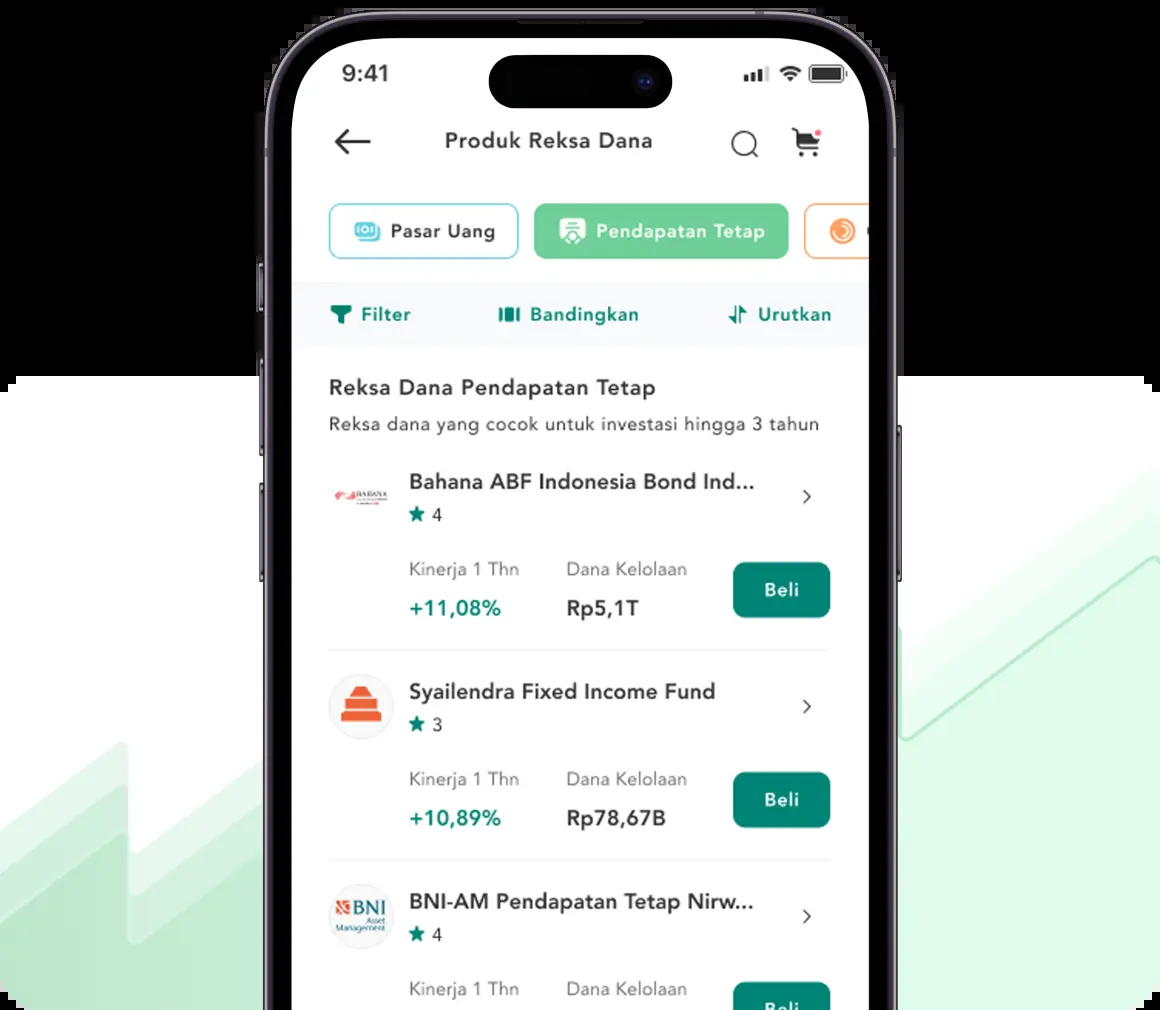 9:41
Produk Reksa Dana
Pasar Uang
Pendapatan Tetap
Filter
Bandingkan
Urutkan
Reksa Dana Pendapatan Tetap
Reksa dana yang cocok untuk investasi hingga 3 tahun
BAHANA
Bahana ABF Indonesia Bond Ind...
4
Kinerja 1 Thn
Dana Kelolaan
+11,08%
Rp5,1T
Beli
Syailendra Fixed Income Fund
3
Kinerja 1 Thn
Dana Kelolaan
+10,89%
Rp78,67B
Beli
BNI
Asset
Management
BNI-AM Pendapatan Tetap Nirw...
4
Kinerja 1 Thn
Dana Kelolaan
Beli